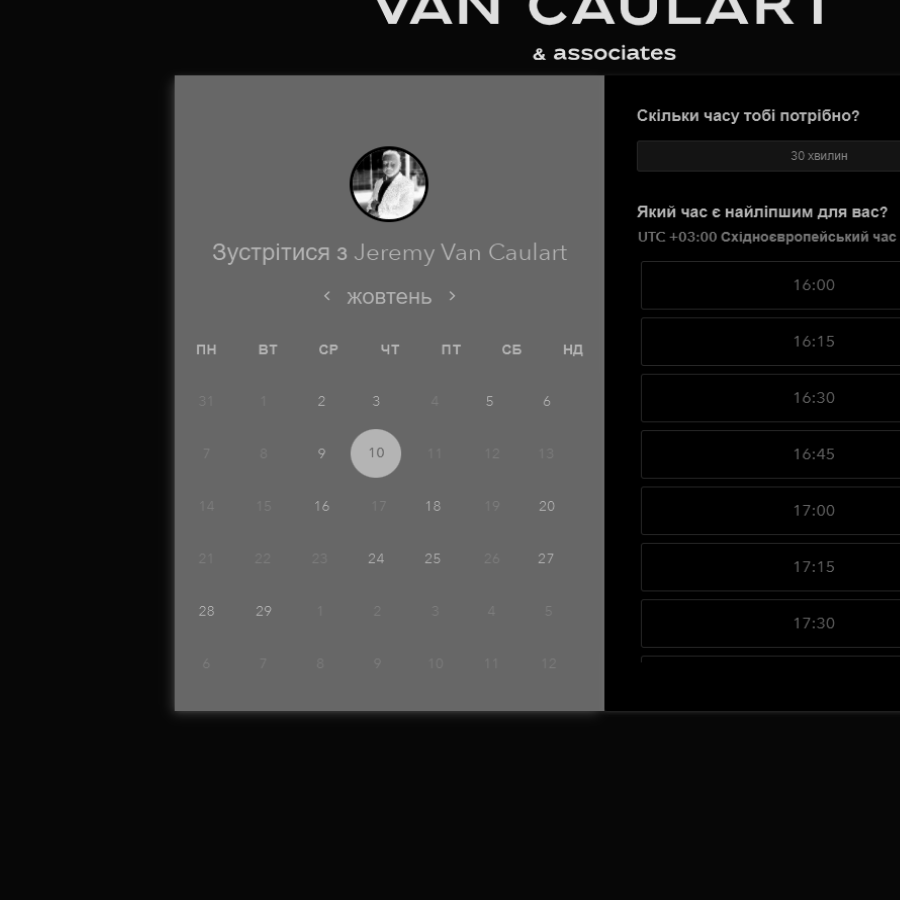 VAN CAULART
& associates
Зустрітися з Jeremy Van Caulart
жовтень
ПН ВТ СР ЧТ ПТ СБ НД
31 1 2 3 4 5 6
7 8 9 10 11 12 13
14 15 16 17 18 19 20
21 22 23 24 25 26 27
28 29 1 2 3 4 5
6 7 8 9 10 11 12
Скільки часу тобі потрібно?
30 хвилин
Який час є найліпшим для вас?
UTC +03:00 Східноєвропейський час
16:00
16:15
16:30
16:45
17:00
17:15
17:30